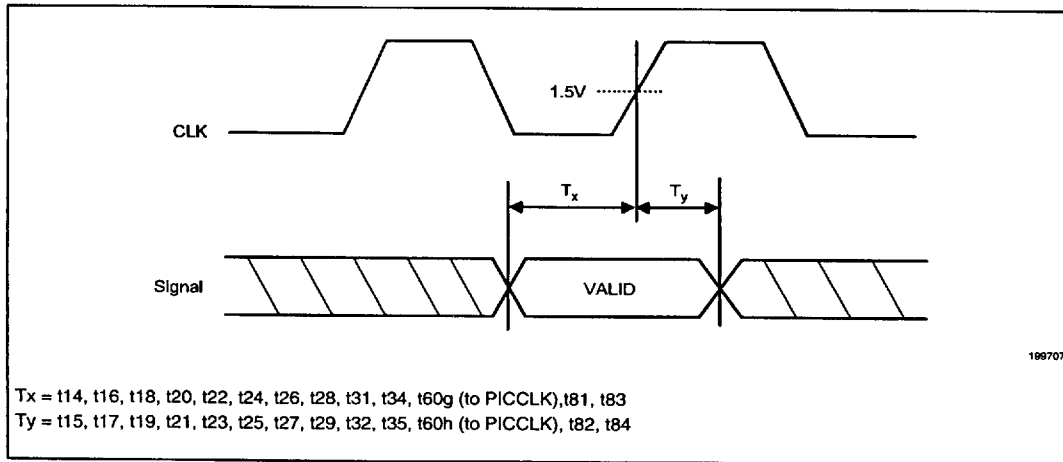 1.5V
CLK
Tx
Ty
Signal
VALID
199707
Tx = t14, t16, t18, t20, t22, t24, t26, t28, t31, t34, t60g (to PICCLK),t81, t83
Ty = t15, t17, t19, t21, t23, t25, t27, t29, t32, t35, t60h (to PICCLK), t82, t84